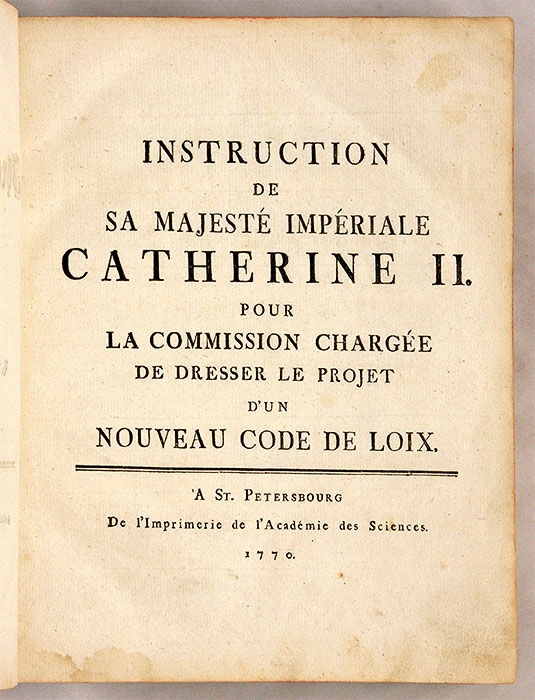 INSTRUCTION
DE
SA MAJESTÉ IMPÉRIALE
CATHERINE II.
POUR
LA COMMISSION CHARGÉE
DE DRESSER LE PROJET
D'UN
NOUVEAU CODE DE LOIX.
'A ST. PETERSBOURG
De l'Imprimerie de l'Académie des Sciences.
1770.